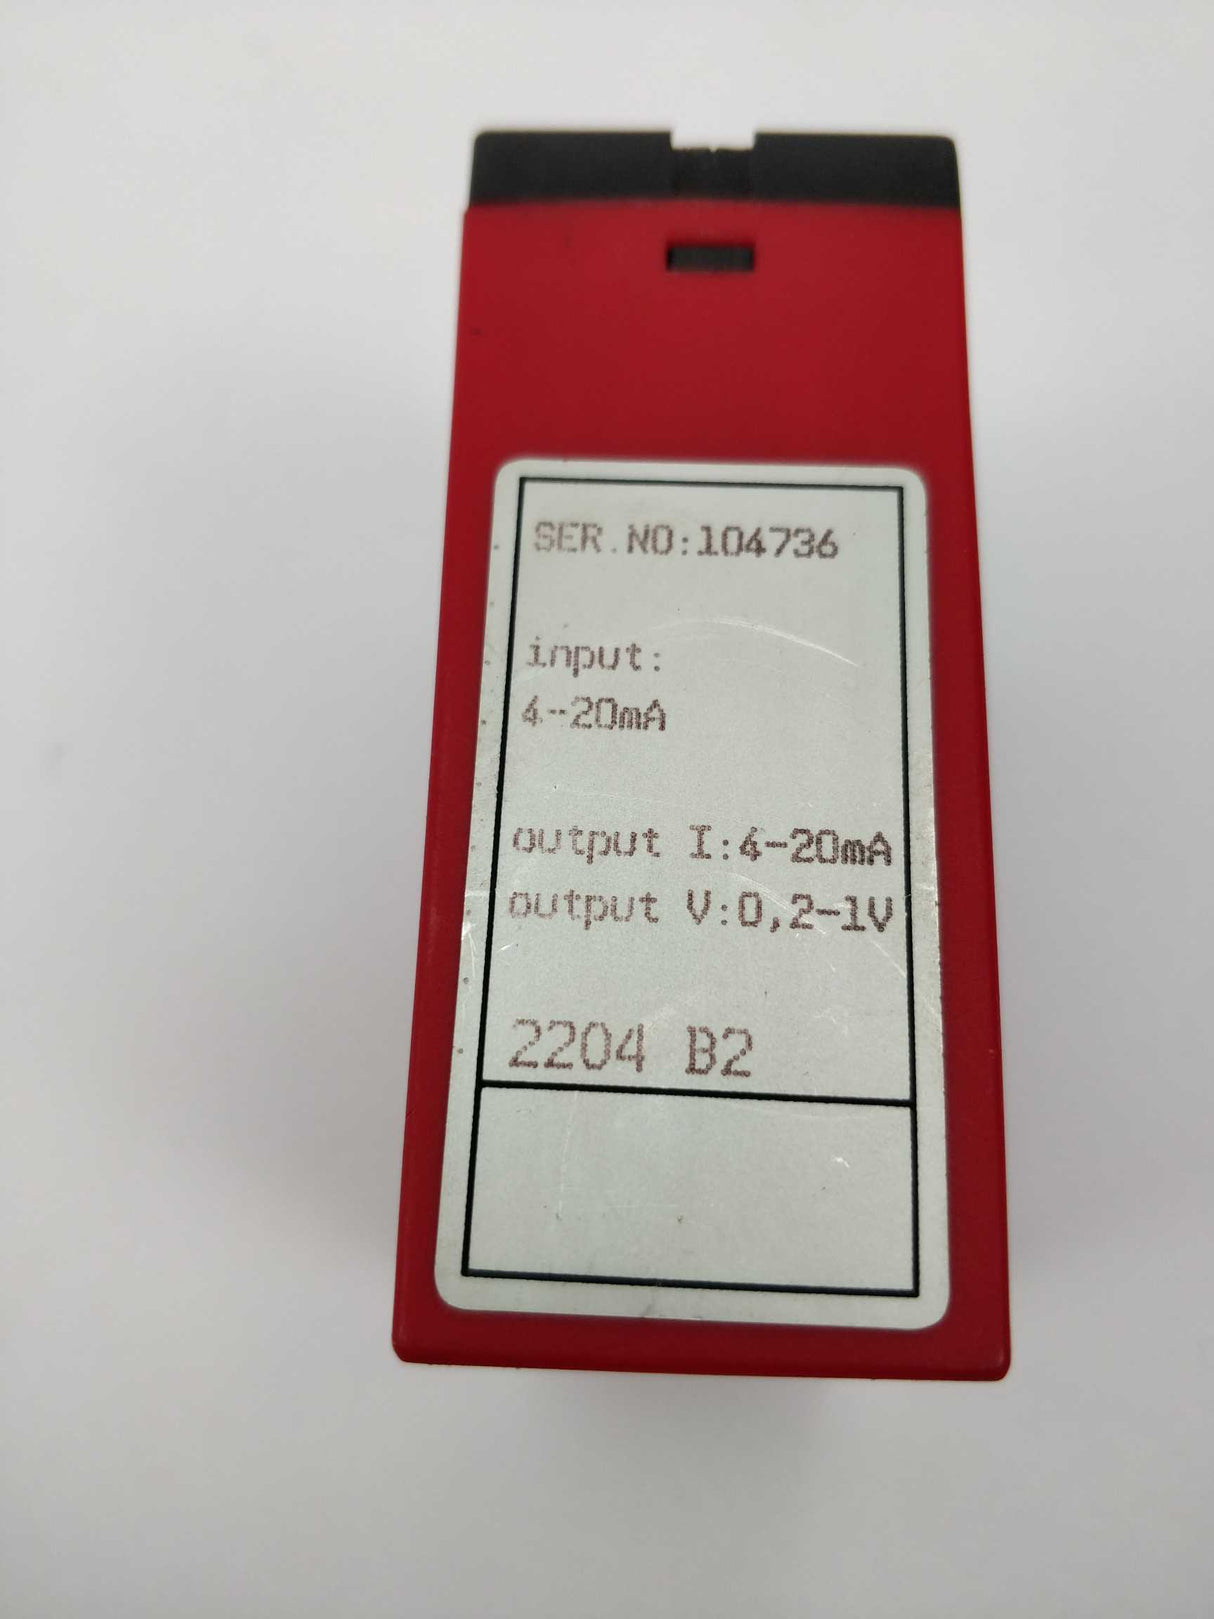 SER.NO:104736
input:
4-20mA
output I:4-20mA
output V:0,2-1V
2204 B2